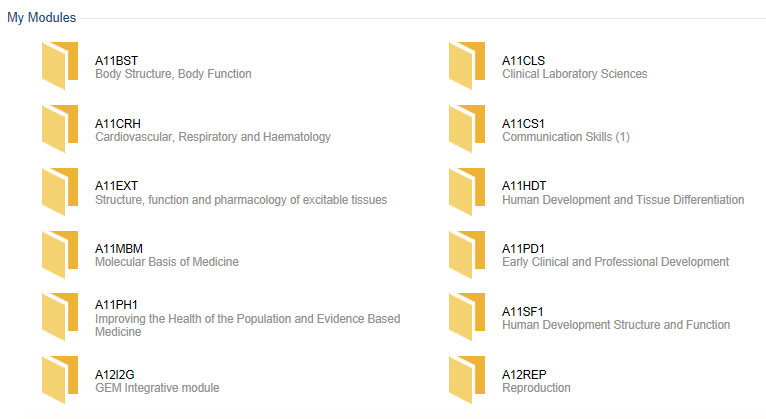 My Modules
A11BST
Body Structure, Body Function
A11CLS
Clinical Laboratory Sciences
A11CRH
Cardiovascular, Respiratory and Haematology
A11CS1
Communication Skills (1)
A11EXT
Structure, function and pharmacology of excitable tissues
A11HDT
Human Development and Tissue Differentiation
A11MBM
Molecular Basis of Medicine
A11PD1
Early Clinical and Professional Development
A11PH1
Improving the Health of the Population and Evidence Based
Medicine
A11SF1
Human Development Structure and Function
A12I2G
GEM Integrative module
A12REP
Reproduction